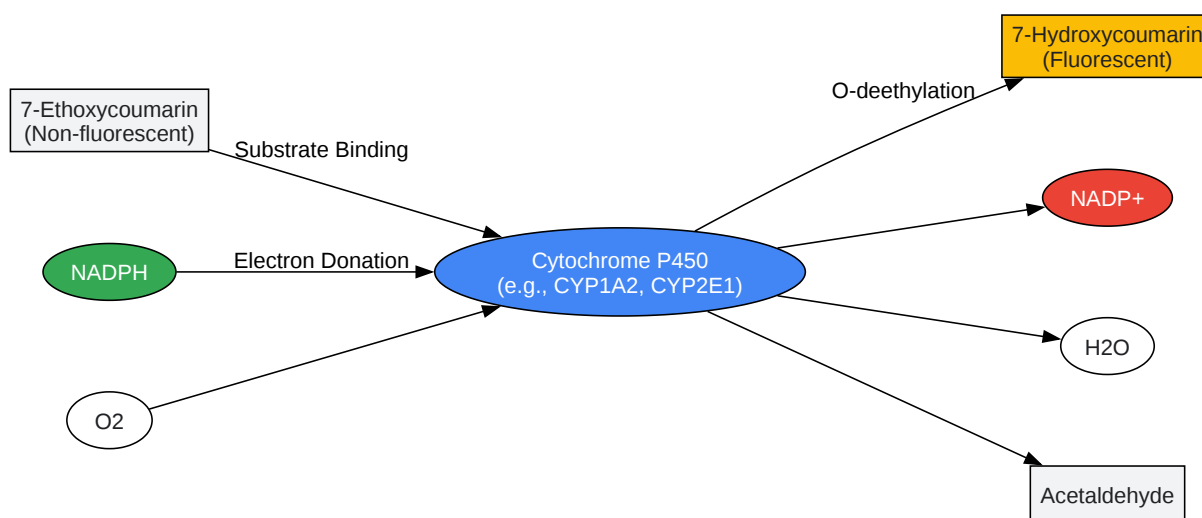 7-Ethoxycoumarin
(Non-fluorescent)
Substrate Binding
NADPH
Electron Donation
O2
Cytochrome P450
(e.g., CYP1A2, CYP2E1)
O-deethylation
7-Hydroxycoumarin
(Fluorescent)
NADP+
H2O
Acetaldehyde